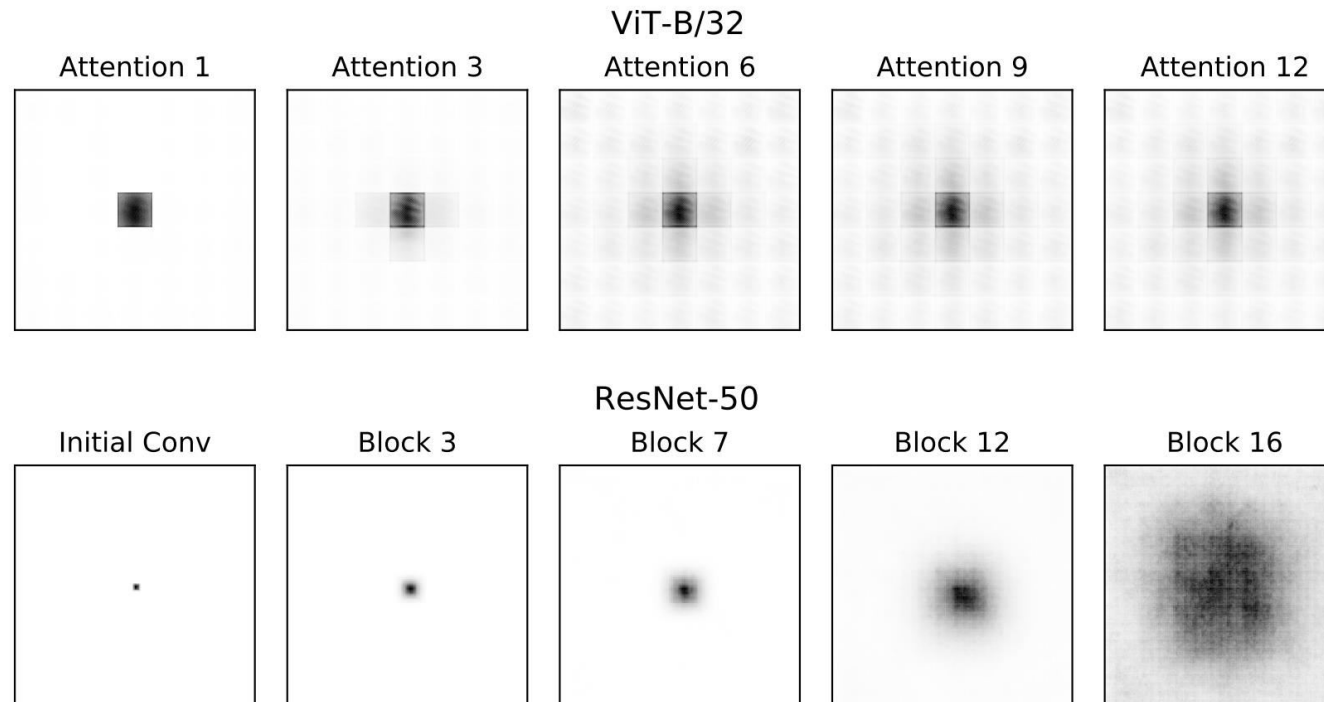 ViT-B/32
Attention 1 Attention 3 Attention 6 Attention 9 Attention 12
ResNet-50
Initial Conv Block 3 Block 7 Block 12 Block 16